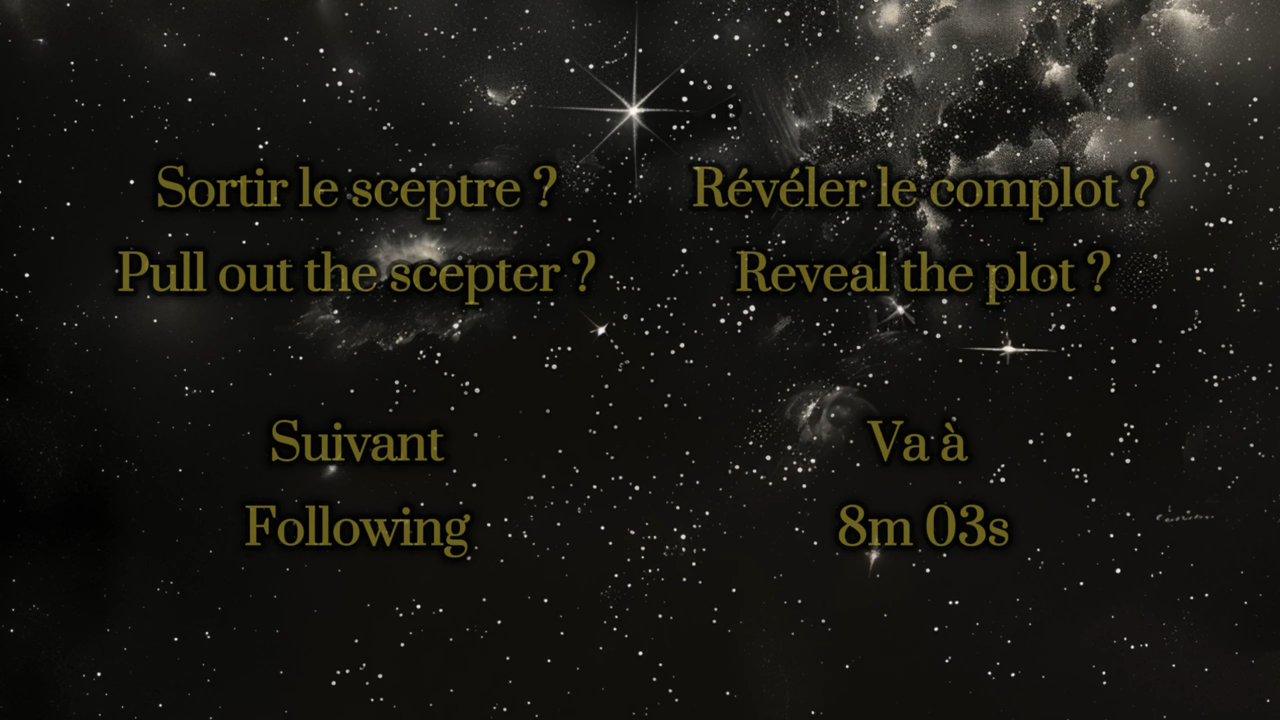 Sortir le sceptre ?
Pull out the scepter ?
Révéler le complot ?
Reveal the plot ?
Suivant
Following
Va à
8m 03s